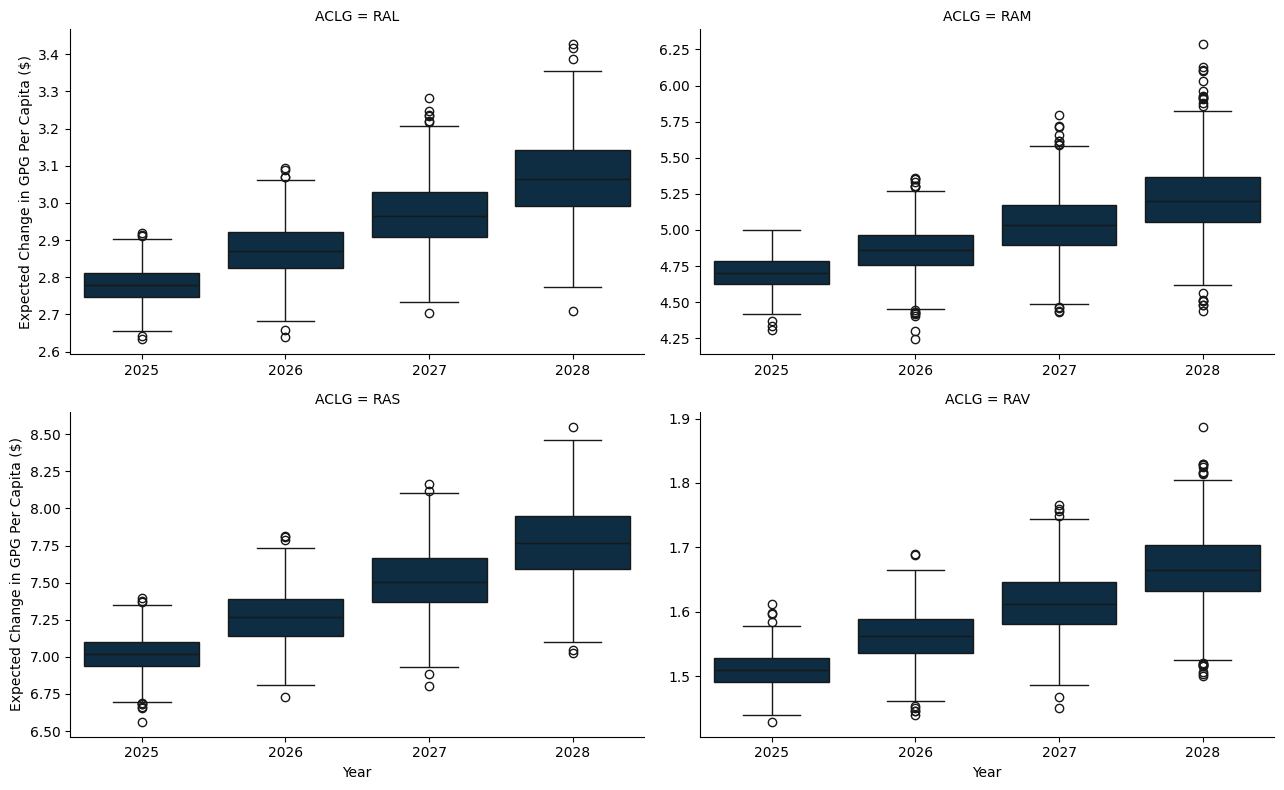 ACLG = RAL
Expected Change in GPG Per Capita ($)
3.4
3.3
3.2
3.1
3.0
2.9
2.8
2.7
2.6
2025 2026 2027 2028
ACLG = RAM
6.25
6.00
5.75
5.50
5.25
5.00
4.75
4.50
4.25
2025 2026 2027 2028
ACLG = RAS
Expected Change in GPG Per Capita ($)
8.50
8.25
8.00
7.75
7.50
7.25
7.00
6.75
6.50
2025 2026 2027 2028
Year
ACLG = RAV
1.9
1.8
1.7
1.6
1.5
2025 2026 2027 2028
Year